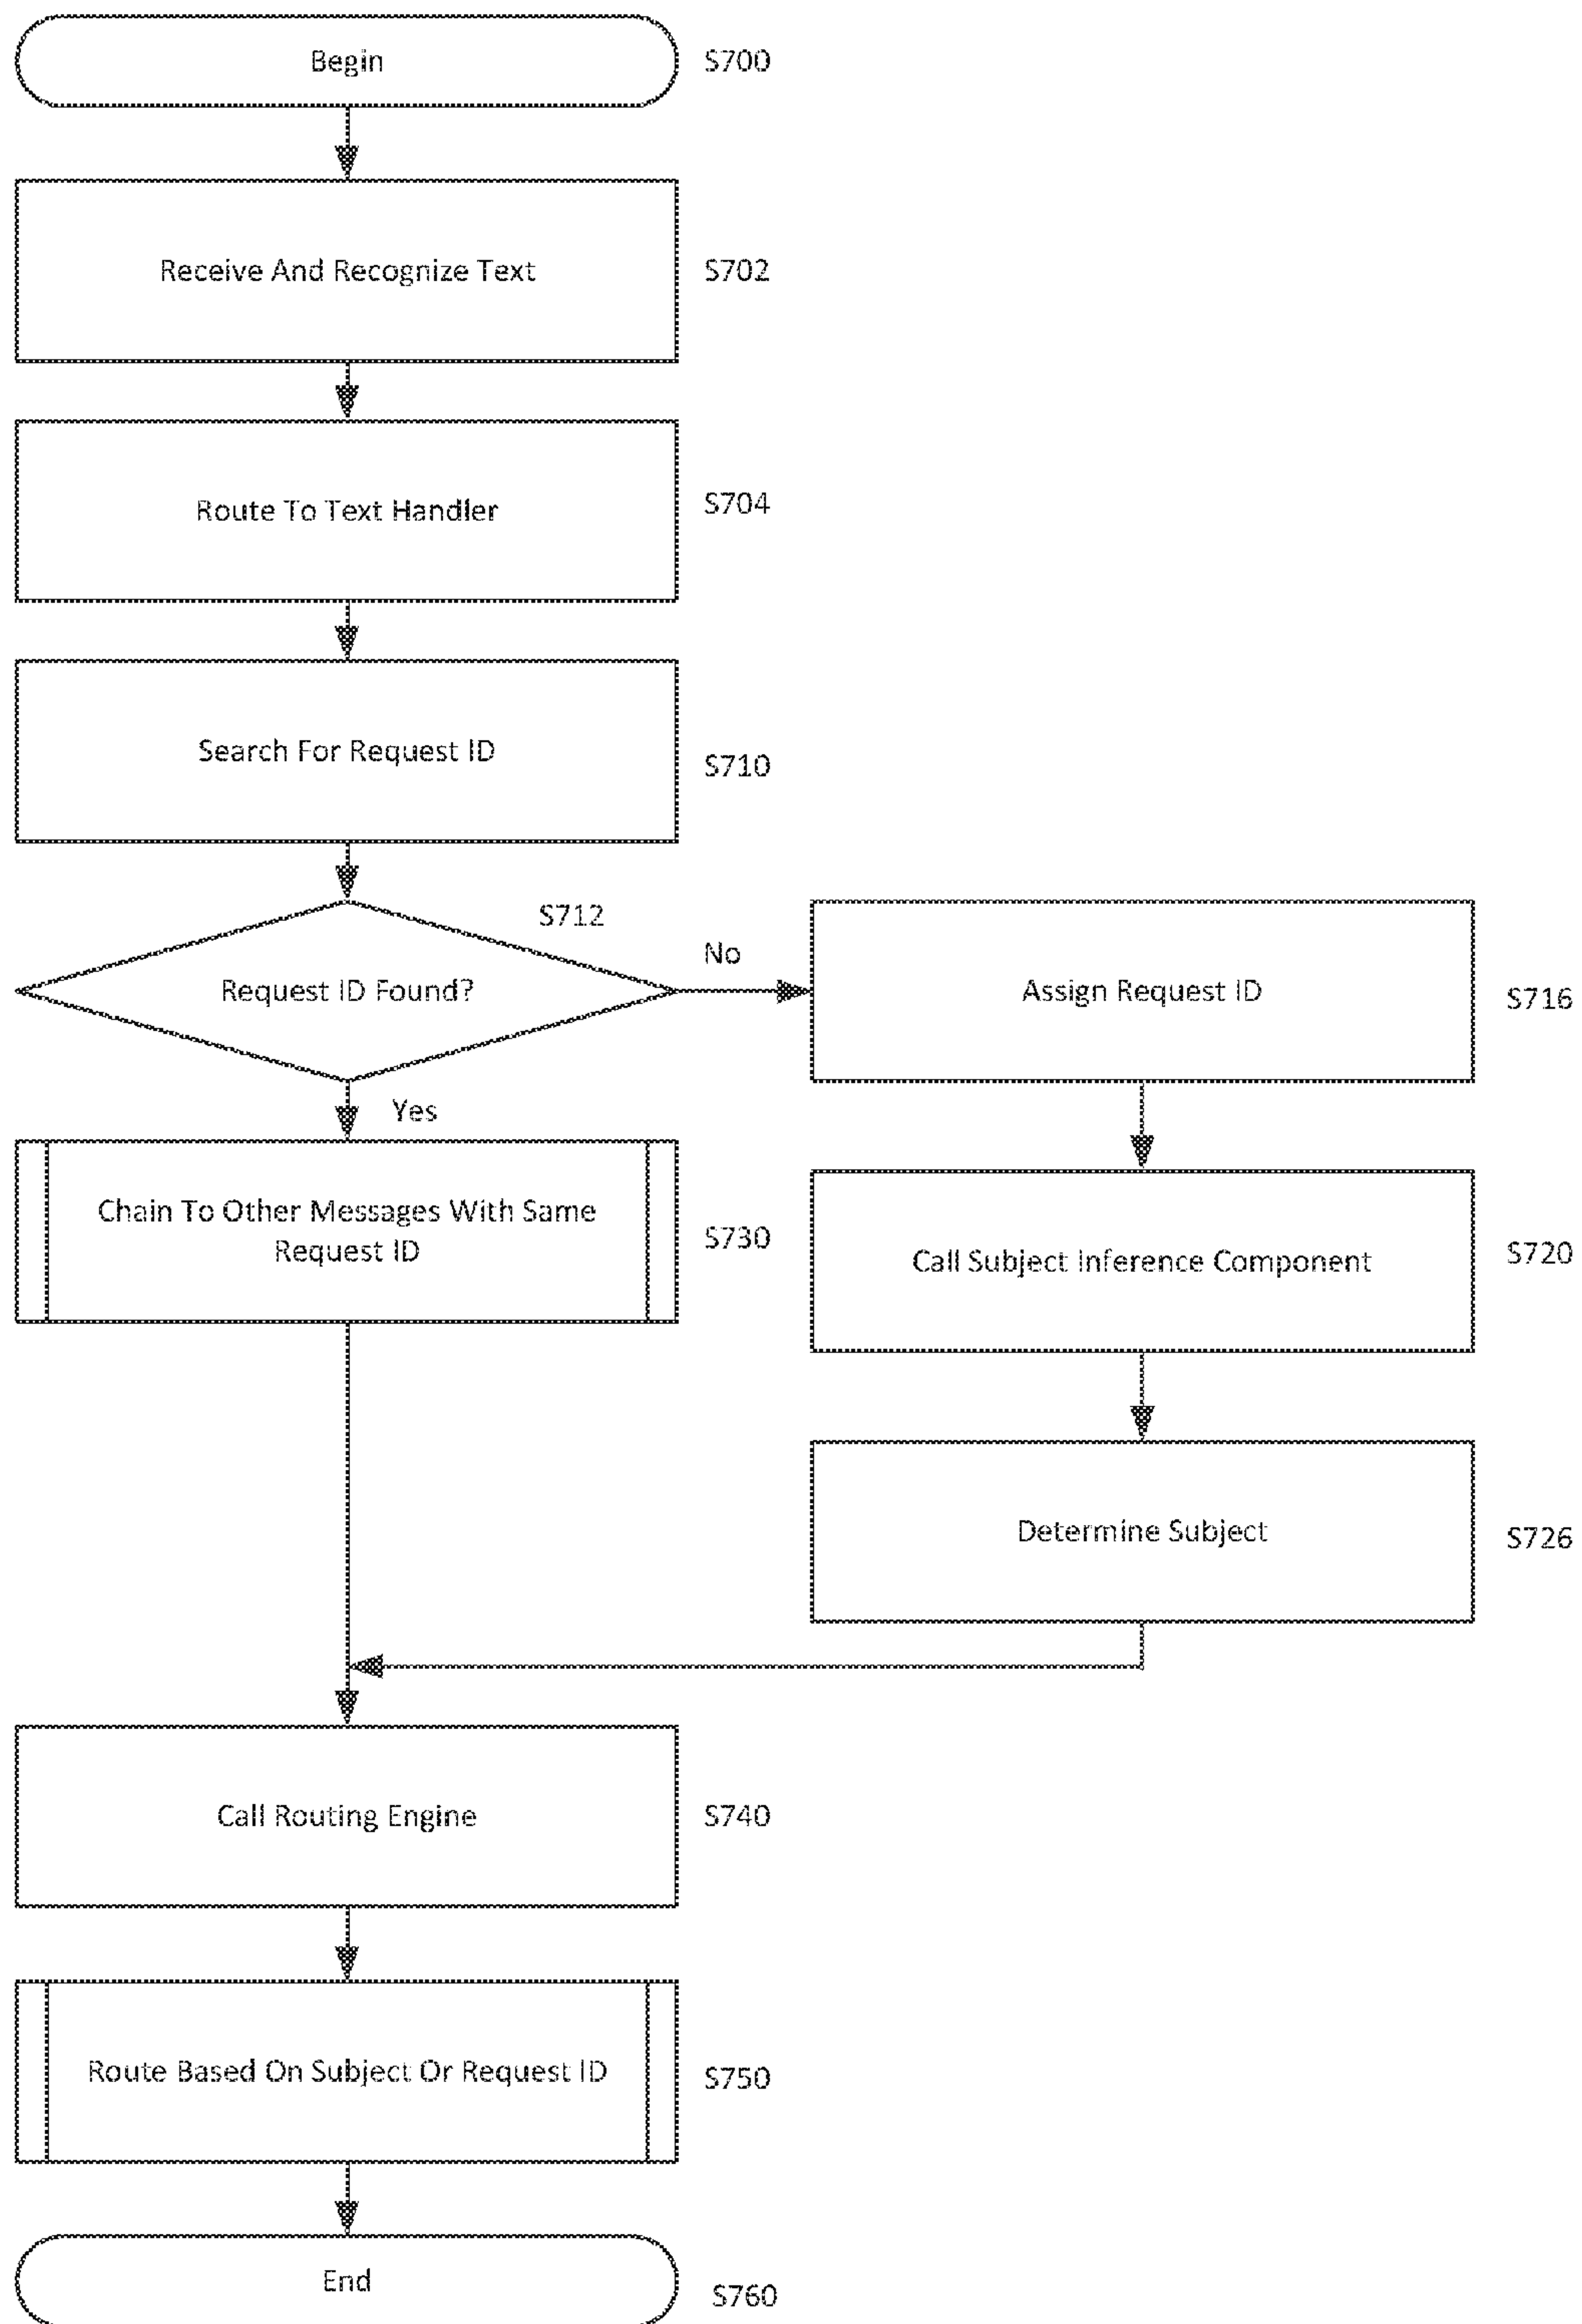 Begin
S700
Receive And Recognize Text
S702
Route To Text Handler
S704
Search For Request ID
S710
S712
Request ID Found?
No
Assign Request ID
S716
Yes
Chain To Other Messages With Same
Request ID
S730
Call Subject Inference Component
S720
Determine Subject
S726
Call Routing Engine
S740
Route Based On Subject Or Request ID
S750
End
S760